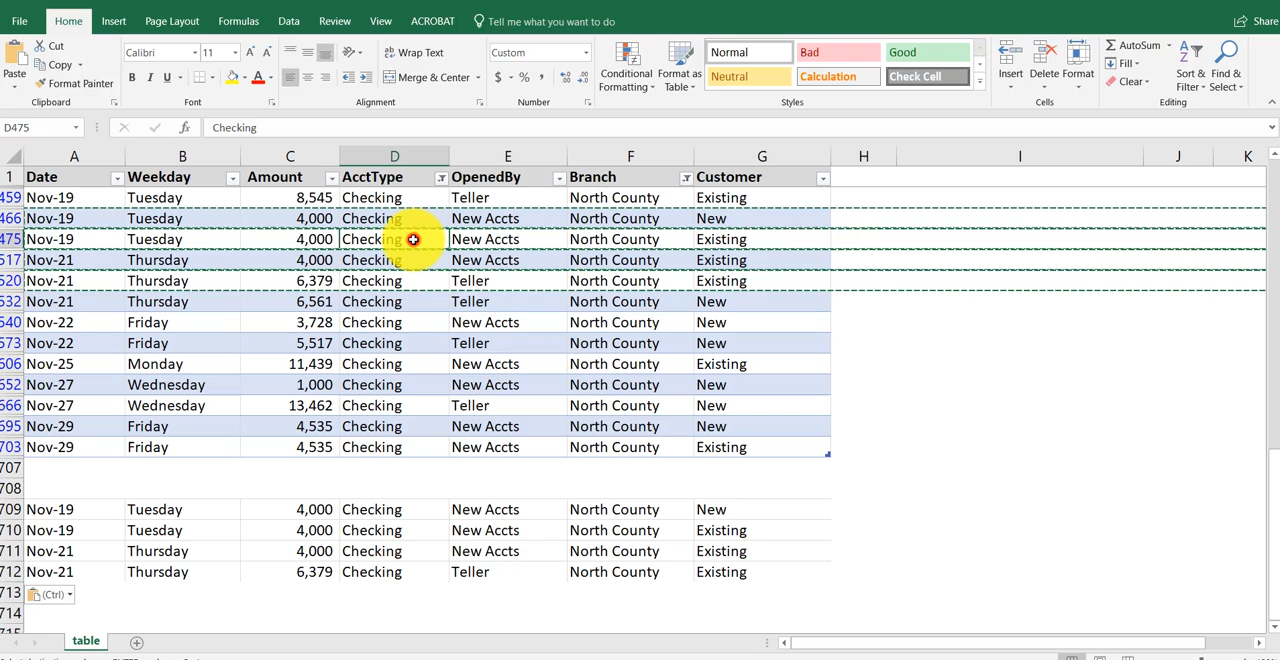 File Home Insert Page Layout Formulas Data Review View ACROBAT Tell me what you want to do Share
Paste Cut Copy Format Painter Clipboard
Calibri 11 B I U A Font
Wrap Text Merge & Center Alignment
Custom $ % , Number
Conditional Formatting Format as Table
Normal Bad Good
Neutral Calculation Check Cell
Styles
Insert Delete Format Cells
AutoSum Fill Clear Sort & Filter Find & Select Editing
D475 fx Checking
A B C D E F G H I J K
1 Date Weekday Amount AcctType OpenedBy Branch Customer
459 Nov-19 Tuesday 8,545 Checking Teller North County Existing
466 Nov-19 Tuesday 4,000 Checking New Accts North County New
475 Nov-19 Tuesday 4,000 Checking New Accts North County Existing
517 Nov-21 Thursday 4,000 Checking New Accts North County Existing
520 Nov-21 Thursday 6,379 Checking Teller North County Existing
532 Nov-21 Thursday 6,561 Checking Teller North County New
540 Nov-22 Friday 3,728 Checking New Accts North County New
573 Nov-22 Friday 5,517 Checking Teller North County New
606 Nov-25 Monday 11,439 Checking New Accts North County Existing
652 Nov-27 Wednesday 1,000 Checking New Accts North County New
666 Nov-27 Wednesday 13,462 Checking Teller North County New
695 Nov-29 Friday 4,535 Checking New Accts North County New
703 Nov-29 Friday 4,535 Checking New Accts North County Existing
707
708
709 Nov-19 Tuesday 4,000 Checking New Accts North County New
710 Nov-19 Tuesday 4,000 Checking New Accts North County Existing
711 Nov-21 Thursday 4,000 Checking New Accts North County Existing
712 Nov-21 Thursday 6,379 Checking Teller North County Existing
713 (Ctrl)
714
table